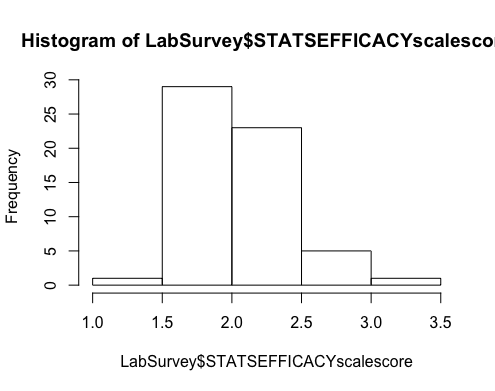 Histogram of LabSurvey$STATSEFFICACYscalescor
Frequency
30
25
20
15
10
5
0
1.0 1.5 2.0 2.5 3.0 3.5
LabSurvey$STATSEFFICACYscalescore